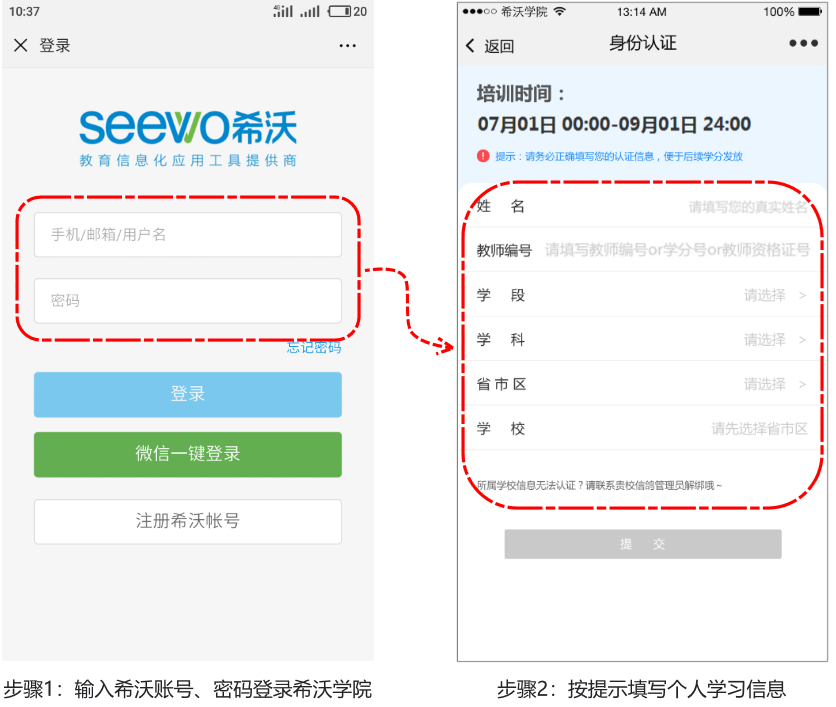 10:37
4G
20
登录
seewo希沃
教育信息化应用工具提供商
手机/邮箱/用户名
密码
忘记密码
登录
微信一键登录
注册希沃帐号
步骤1：输入希沃账号、密码登录希沃学院
希沃学院
13:14 AM
100%
返回
身份认证
培训时间：
07月01日 00:00-09月01日 24:00
提示：请务必正确填写您的认证信息，便于后续学分发放
姓 名 请填写您的真实姓名
教师编号 请填写教师编号or学分号or教师资格证号
学 段 请选择 >
学 科 请选择 >
省市区 请选择 >
学 校 请先选择省市区
所属学校信息无法认证？请联系贵校信鸽管理员解绑哦~
提 交
步骤2：按提示填写个人学习信息